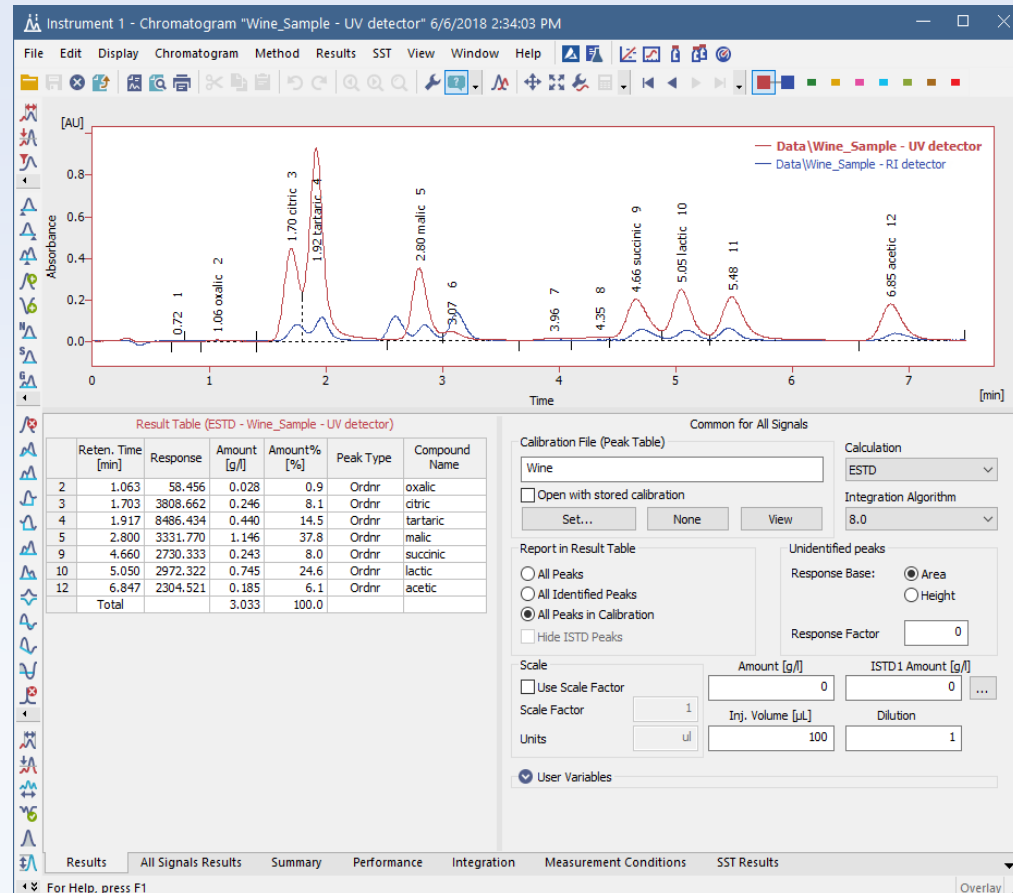 Instrument 1 - Chromatogram "Wine_Sample - UV detector" 6/6/2018 2:34:03 PM
File Edit Display Chromatogram Method Results SST View Window Help
[AU]
Data\Wine_Sample - UV detector
Data\Wine_Sample - RI detector
Absorbance
0.8
0.6
0.4
0.2
0.0
0.72 1
1.06 oxalic 2
1.70 citric 3
1.92 tartaric 4
2.80 malic 5
3.07 6
3.96 7
4.35 8
4.66 succinic 9
5.05 lactic 10
5.48 11
6.85 acetic 12
0 1 2 3 4 5 6 7
Time
[min]
Result Table (ESTD - Wine_Sample - UV detector)
Reten. Time [min] Response Amount [g/l] Amount% [%] Peak Type Compound Name
2 1.063 58.456 0.028 0.9 Ordnr oxalic
3 1.703 3808.662 0.246 8.1 Ordnr citric
4 1.917 8486.434 0.440 14.5 Ordnr tartaric
5 2.800 3331.770 1.146 37.8 Ordnr malic
9 4.660 2730.333 0.243 8.0 Ordnr succinic
10 5.050 2972.322 0.745 24.6 Ordnr lactic
12 6.847 2304.521 0.185 6.1 Ordnr acetic
Total 3.033 100.0
Common for All Signals
Calibration File (Peak Table)
Wine
Open with stored calibration
Set... None View
Calculation
ESTD
Integration Algorithm
8.0
Report in Result Table
All Peaks
All Identified Peaks
All Peaks in Calibration
Hide ISTD Peaks
Unidentified peaks
Response Base: Area
Height
Response Factor 0
Scale
Use Scale Factor
Scale Factor 1
Units ul
Amount [g/l] ISTD1 Amount [g/l]
0 0 ...
Inj. Volume [µL] Dilution
100 1
User Variables
Results All Signals Results Summary Performance Integration Measurement Conditions SST Results
For Help, press F1 Overlay